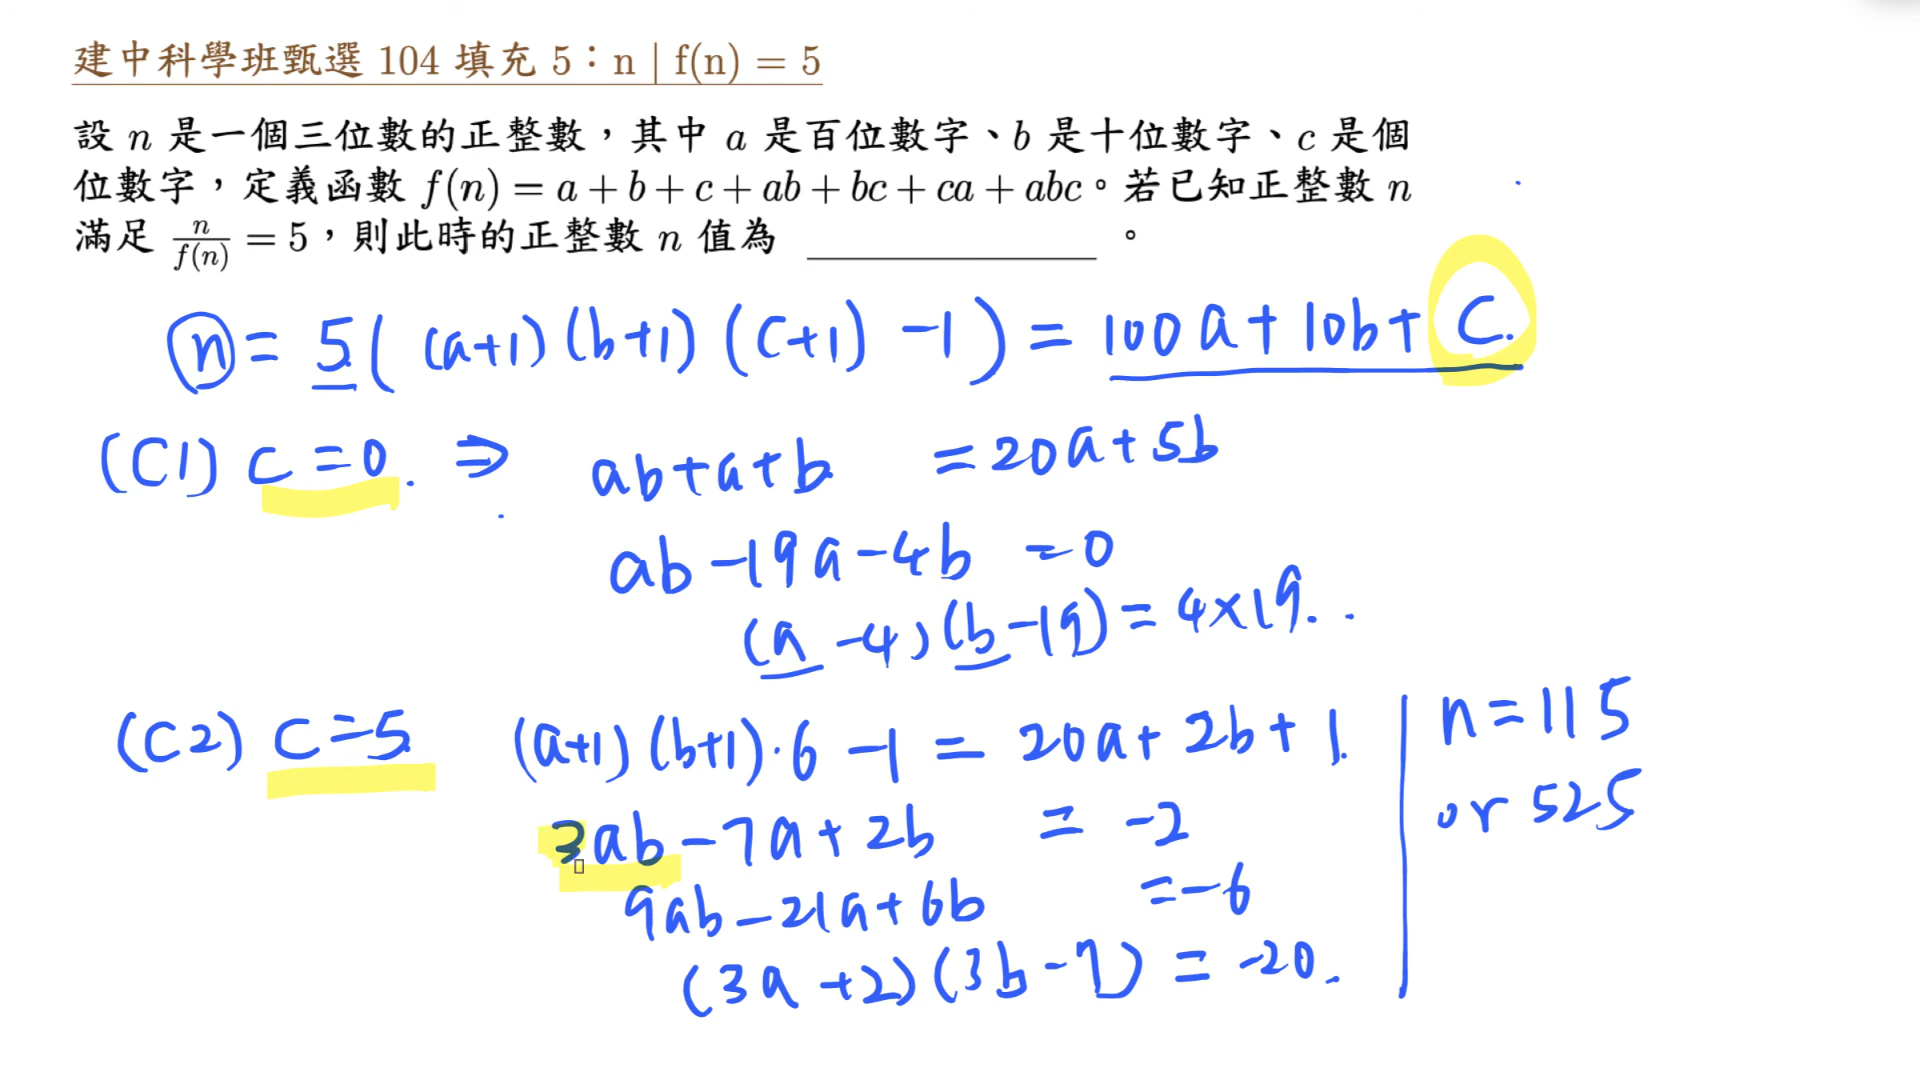 建中科學班甄選 104 填充 5：n | f(n) = 5
設 n 是一個三位數的正整數，其中 a 是百位數字、b 是十位數字、c 是個
位數字，定義函數 f(n) = a + b + c + ab + bc + ca + abc。若已知正整數 n
滿足 n/f(n) = 5，則此時的正整數 n 值為 ________ 。
n = 5( (a+1)(b+1)(c+1) -1 ) = 100a + 10b + c.
(C1) c=0. ⇒ ab+a+b = 20a+5b
ab -19a -4b = 0
(a -4)(b-19) = 4×19. .
(C2) c=5 (a+1)(b+1)·6 -1 = 20a+ 2b+ 1.
3ab - 7a + 2b = -2
9ab - 21a + 6b = -6
(3a +2)(3b-7) = -20.
n = 115
or 525